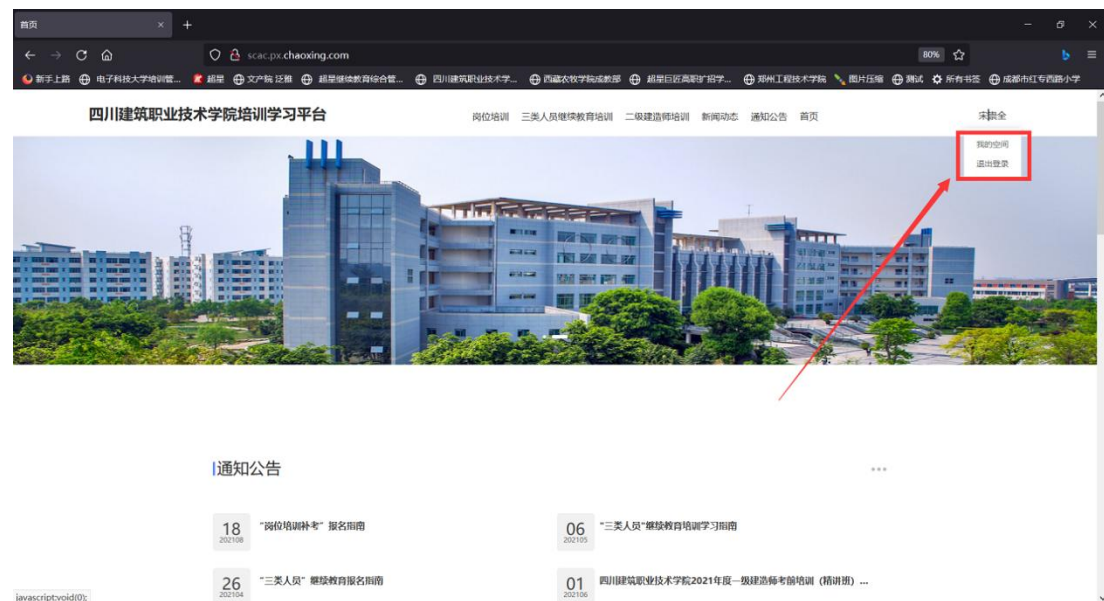 首页
scac.px.chaoxing.com
80%
新手上路 电子科技大学培训管... 超星 文产院 泛雅 超星继续教育综合管... 四川建筑职业技术学... 西藏农牧学院成教部 超星巨匠高职扩招学... 郑州工程技术学院 图片压缩 测试 所有书签 成都市红专西路小学
四川建筑职业技术学院培训学习平台
岗位培训 三类人员继续教育培训 二级建造师培训 新闻动态 通知公告 首页
我的空间
退出登录
通知公告
18
202108
“岗位培训补考”报名指南
06
202105
“三类人员”继续教育培训学习指南
26
202104
“三类人员”继续教育报名指南
01
202106
四川建筑职业技术学院2021年度一级建造师考前培训（精讲班）...
javascript:void(0);